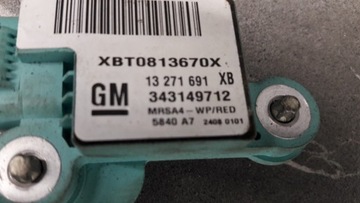 XBT0813670X
13 271 691 XB
GM 343149712
MRSA4-WP/RED
5840 A7 2408 0101